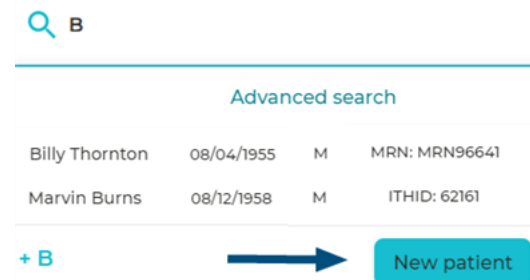 B
Advanced search
Billy Thornton 08/04/1955 M MRN: MRN96641
Marvin Burns 08/12/1958 M ITHID: 62161
+ B New patient